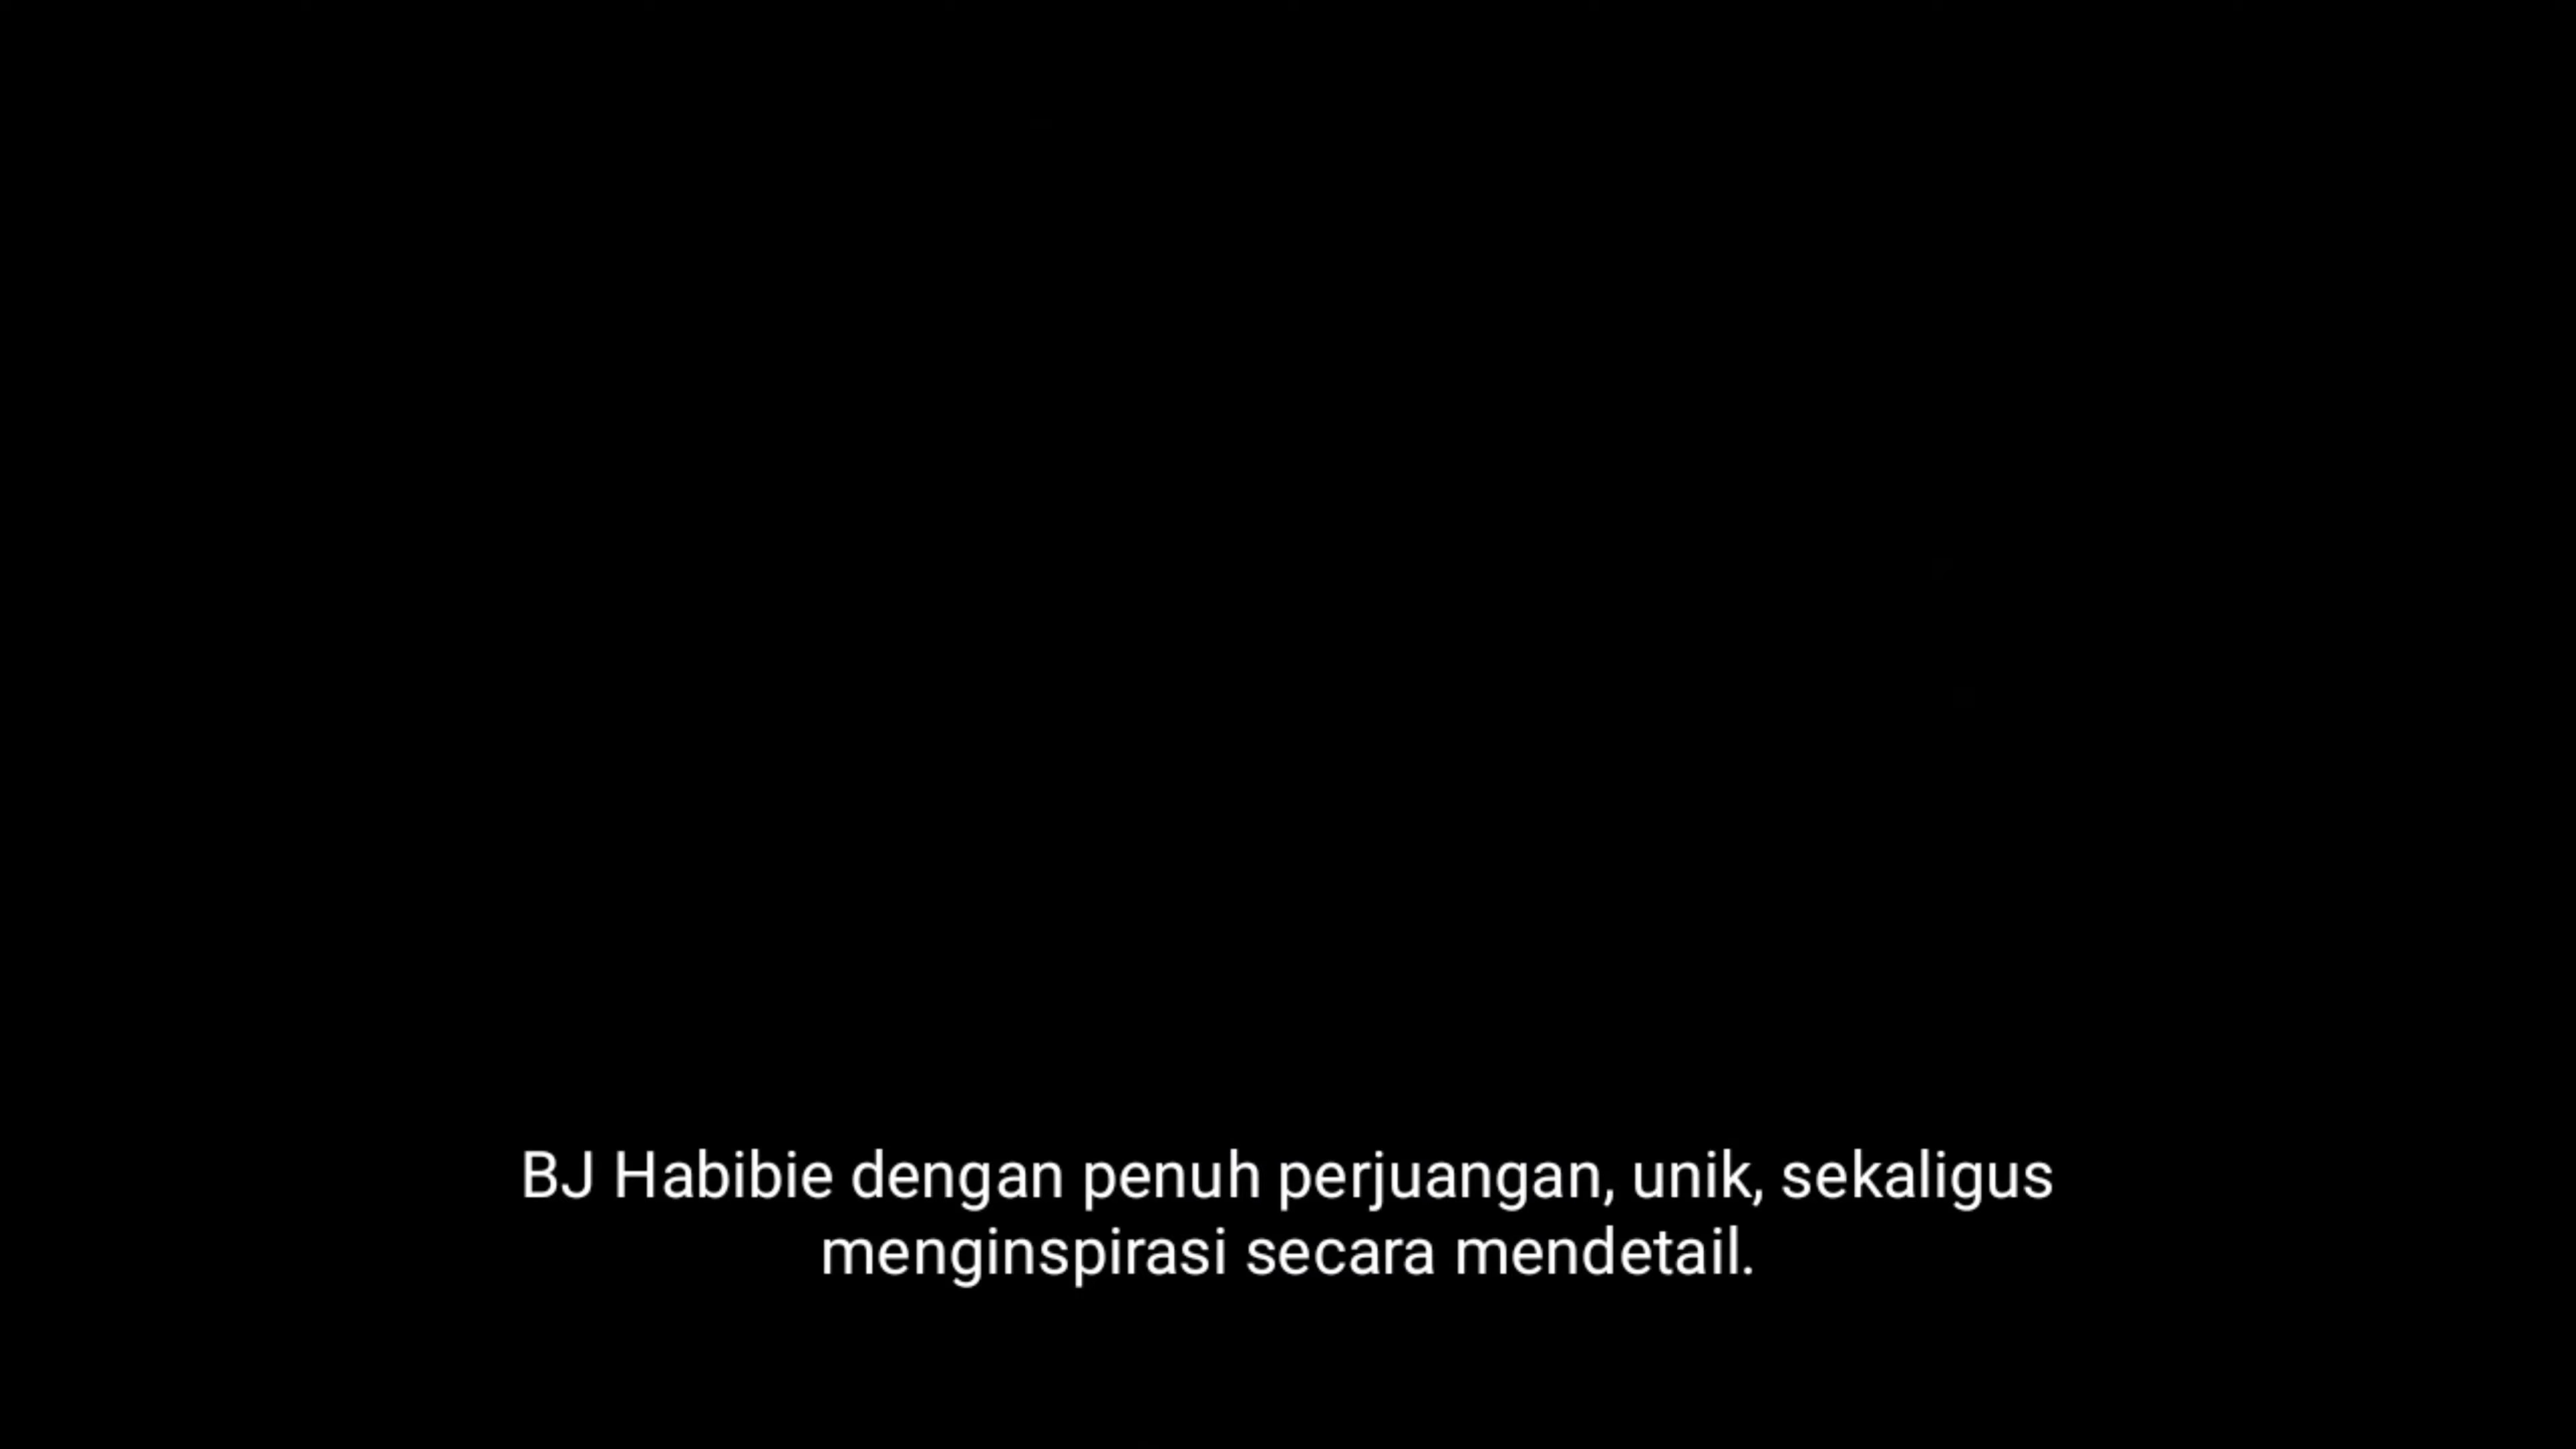 BJ Habibie dengan penuh perjuangan, unik, sekaligus
menginspirasi secara mendetail.